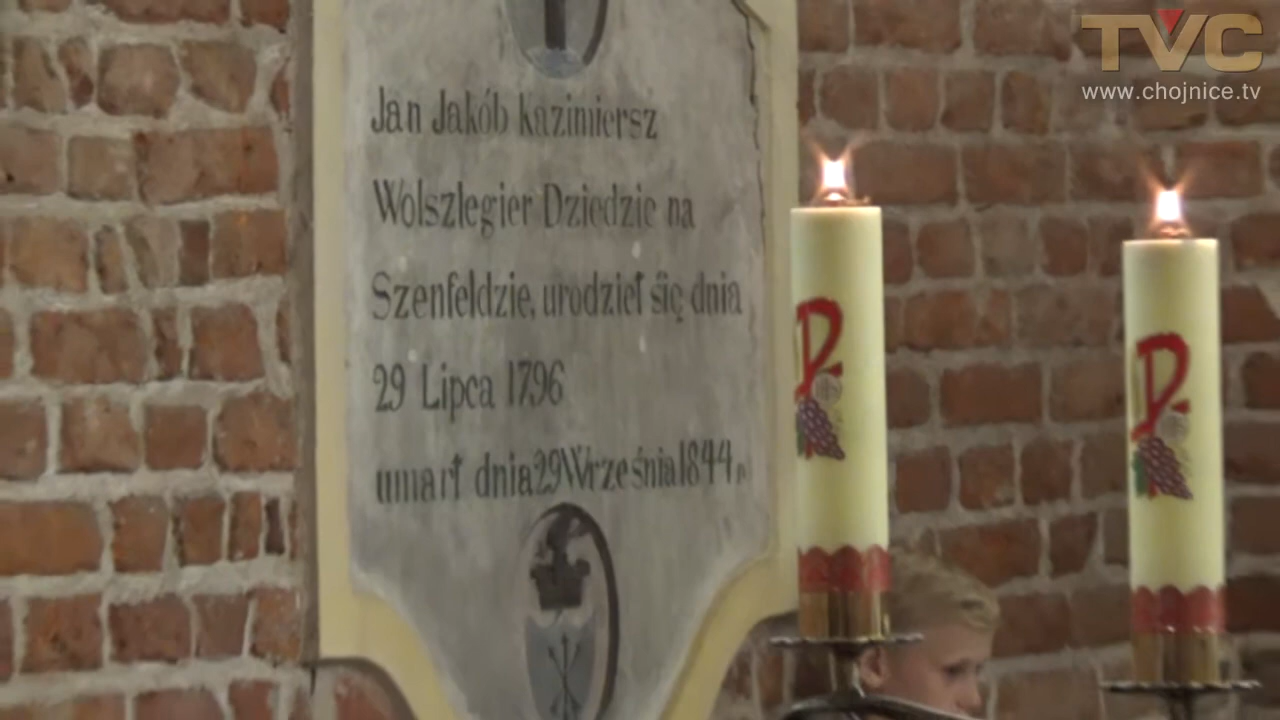 TVC
www.chojnice.tv
Jan Jakób Kazimiersz
Wolszlegier Dziedzic na
Szenfeldzie, urodzieł się dnia
29 Lipca 1796
umarł dnia 29 Września 1844 r.